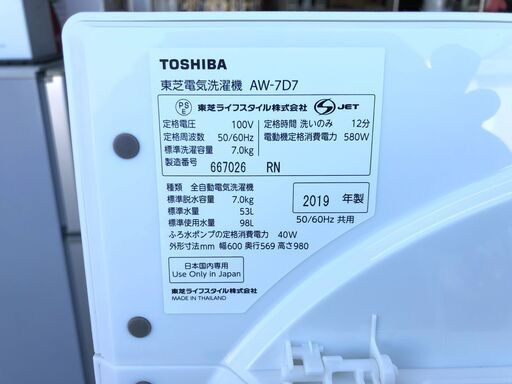 TOSHIBA
東芝電気洗濯機 AW-7D7
PS E 東芝ライフスタイル株式会社 S JET
定格電圧 100V 定格時間 洗いのみ 12分
定格周波数 50/60Hz 電動機定格消費電力 580W
標準洗濯容量 7.0kg
製造番号 667026 RN
種類 全自動電気洗濯機
標準脱水容量 7.0kg 2019 年製
標準水量 53L
標準使用水量 98L 50/60Hz 共用
ふろ水ポンプの定格消費電力 40W
外形寸法mm 幅600 奥行569 高さ980
日本国内専用
Use Only in Japan
東芝ライフスタイル株式会社
MADE IN THAILAND